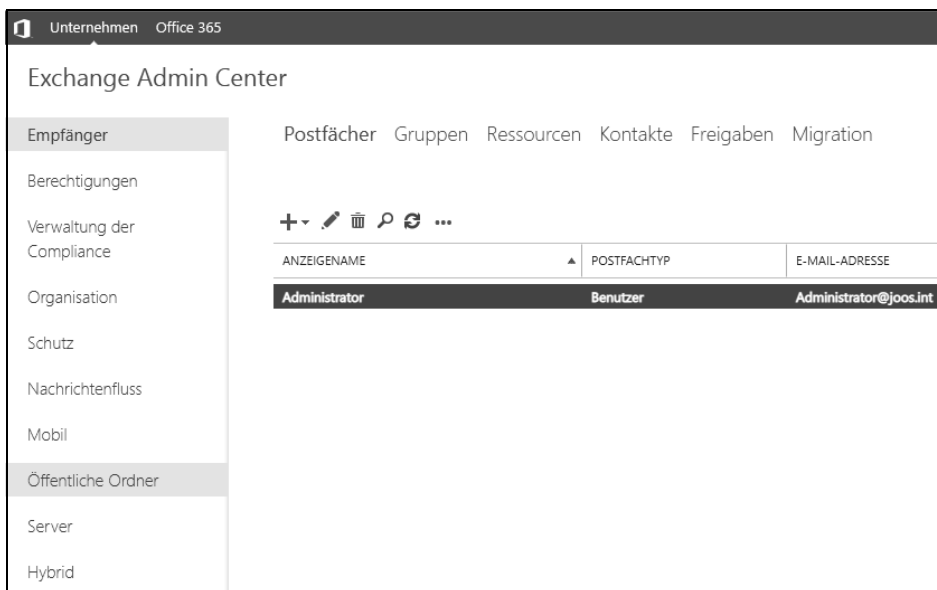 Unternehmen Office 365
Exchange Admin Center
Empfänger
Berechtigungen
Verwaltung der
Compliance
Organisation
Schutz
Nachrichtenfluss
Mobil
Öffentliche Ordner
Server
Hybrid
Postfächer Gruppen Ressourcen Kontakte Freigaben Migration
ANZEIGENAME POSTFACHTYP E-MAIL-ADRESSE
Administrator Benutzer Administrator@joos.int